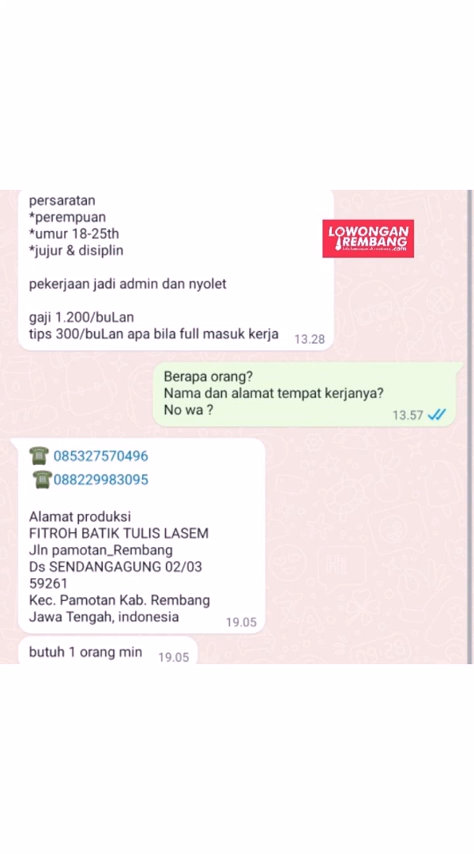 persaratan
*perempuan
*umur 18-25th
*jujur & disiplin
pekerjaan jadi admin dan nyolet
gaji 1.200/buLan
tips 300/buLan apa bila full masuk kerja
13.28
LOWONGAN
REMBANG
Berapa orang?
Nama dan alamat tempat kerjanya?
No wa ?
13.57
085327570496
088229983095
Alamat produksi
FITROH BATIK TULIS LASEM
Jln pamotan_Rembang
Ds SENDANGAGUNG 02/03
59261
Kec. Pamotan Kab. Rembang
Jawa Tengah, indonesia
19.05
butuh 1 orang min
19.05